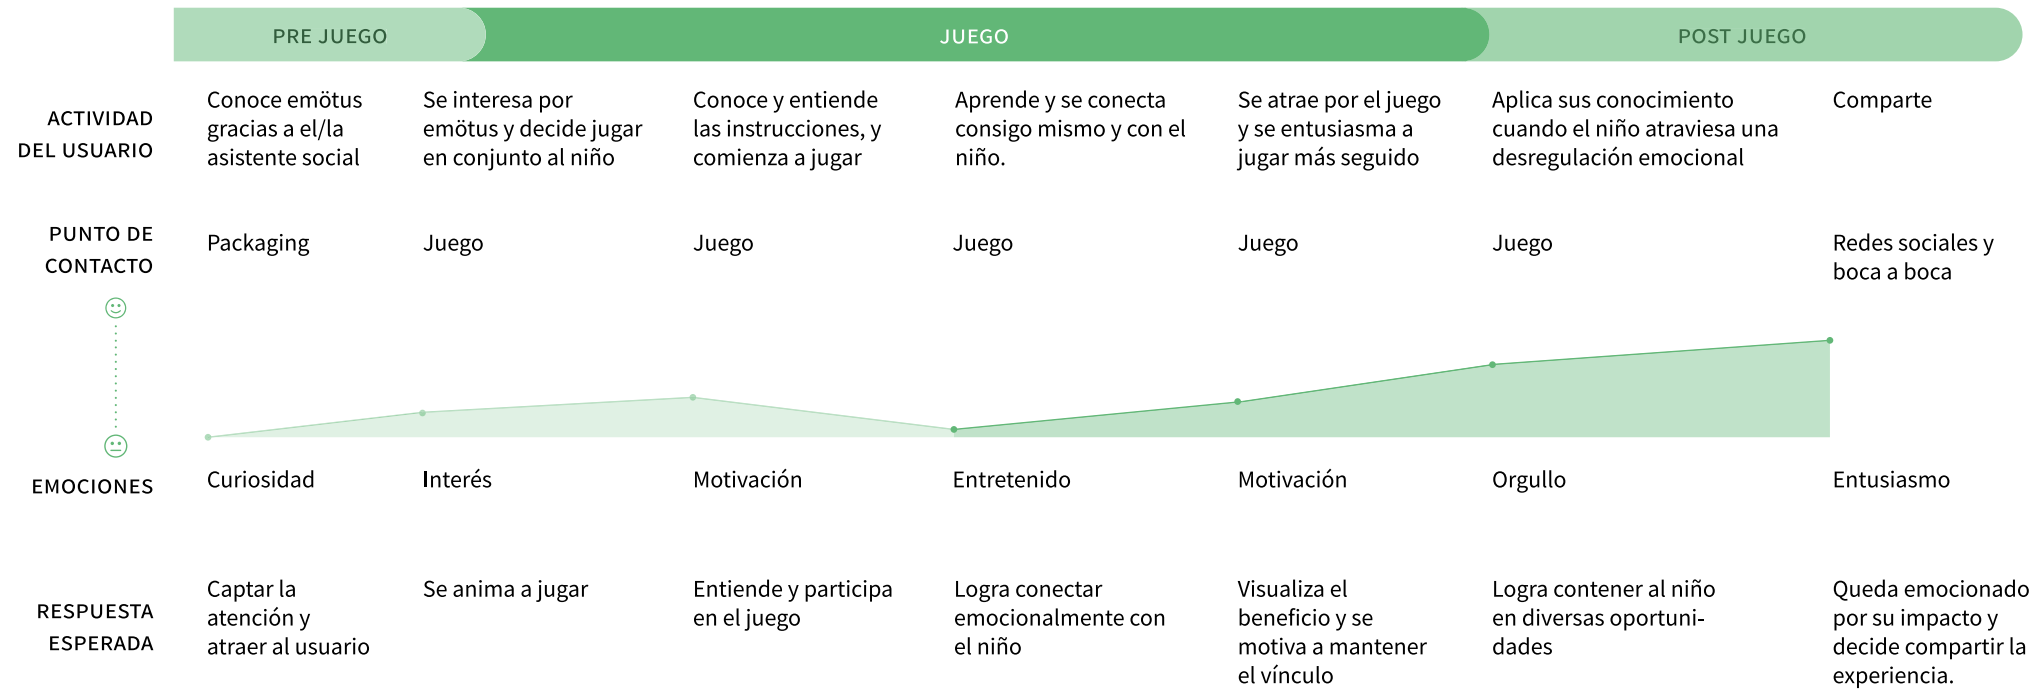 PRE JUEGO
JUEGO
POST JUEGO
ACTIVIDAD
DEL USUARIO
Conoce emötus
gracias a el/la
asistente social
Se interesa por
emötus y decide jugar
en conjunto al niño
Conoce y entiende
las instrucciones, y
comienza a jugar
Aprende y se conecta
consigo mismo y con el
niño.
Se atrae por el juego
y se entusiasma a
jugar más seguido
Aplica sus conocimiento
cuando el niño atraviesa una
desregulación emocional
Comparte
PUNTO DE
CONTACTO
Packaging
Juego
Juego
Juego
Juego
Juego
Redes sociales y
boca a boca
EMOCIONES
Curiosidad
Interés
Motivación
Entretenido
Motivación
Orgullo
Entusiasmo
RESPUESTA
ESPERADA
Captar la
atención y
atraer al usuario
Se anima a jugar
Entiende y participa
en el juego
Logra conectar
emocionalmente con
el niño
Visualiza el
beneficio y se
motiva a mantener
el vínculo
Logra contener al niño
en diversas oportuni-
dades
Queda emocionado
por su impacto y
decide compartir la
experiencia.